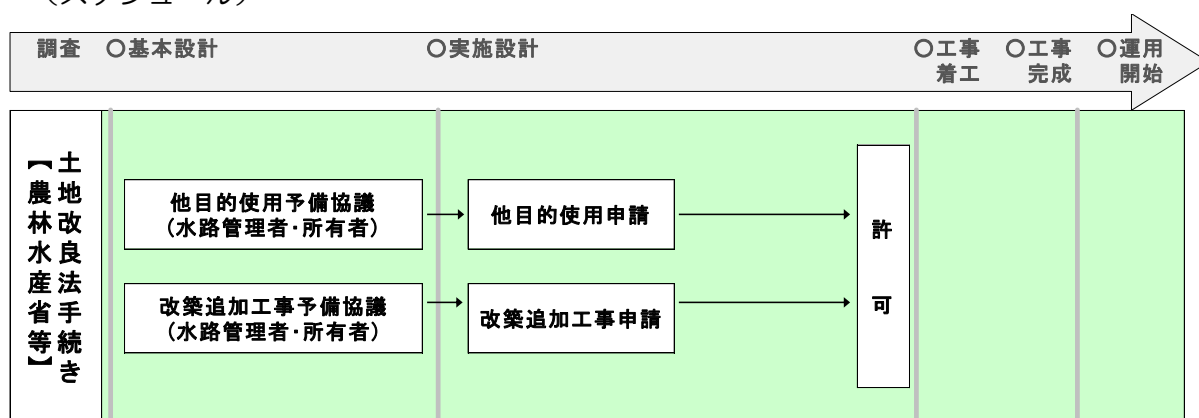 (スケジュール)
調査
○基本設計
○実施設計
○工事
着工
○工事
完成
○運用
開始
土地改良法手続き
【農林水産省等】
他目的使用予備協議
(水路管理者・所有者)
他目的使用申請
改築追加工事予備協議
(水路管理者・所有者)
改築追加工事申請
許可